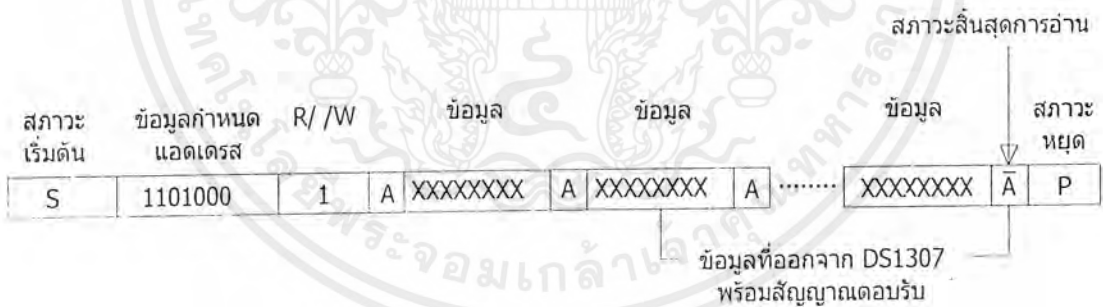 สภาวะสิ้นสุดการอ่าน
สภาวะ
เริ่มต้น
ข้อมูลกำหนด
แอดเดรส
R/ /W
ข้อมูล
ข้อมูล
ข้อมูล
สภาวะ
หยุด
S 1101000 1 A XXXXXXXX A XXXXXXXX A ........ XXXXXXXX A̅ P
ข้อมูลที่ออกจาก DS1307
พร้อมสัญญาณตอบรับ